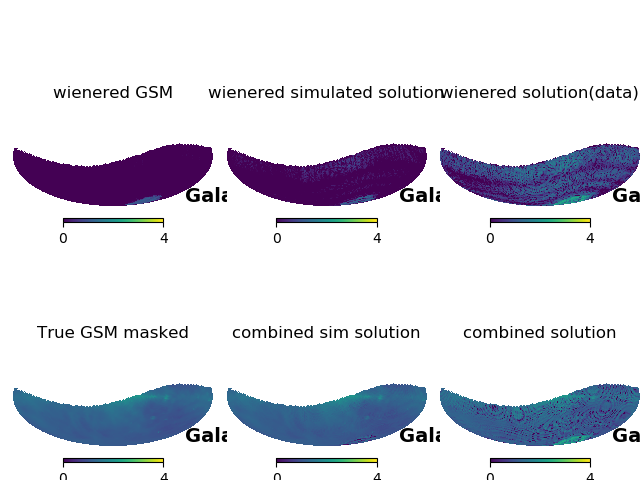 wienered GSM
wienered simulated solution
wienered solution(data)
Gala
Gala
Ga
0 4
0 4
0 4
True GSM masked
combined sim solution
combined solution
Gala
Gala
Ga
0 4
0 4
0 4